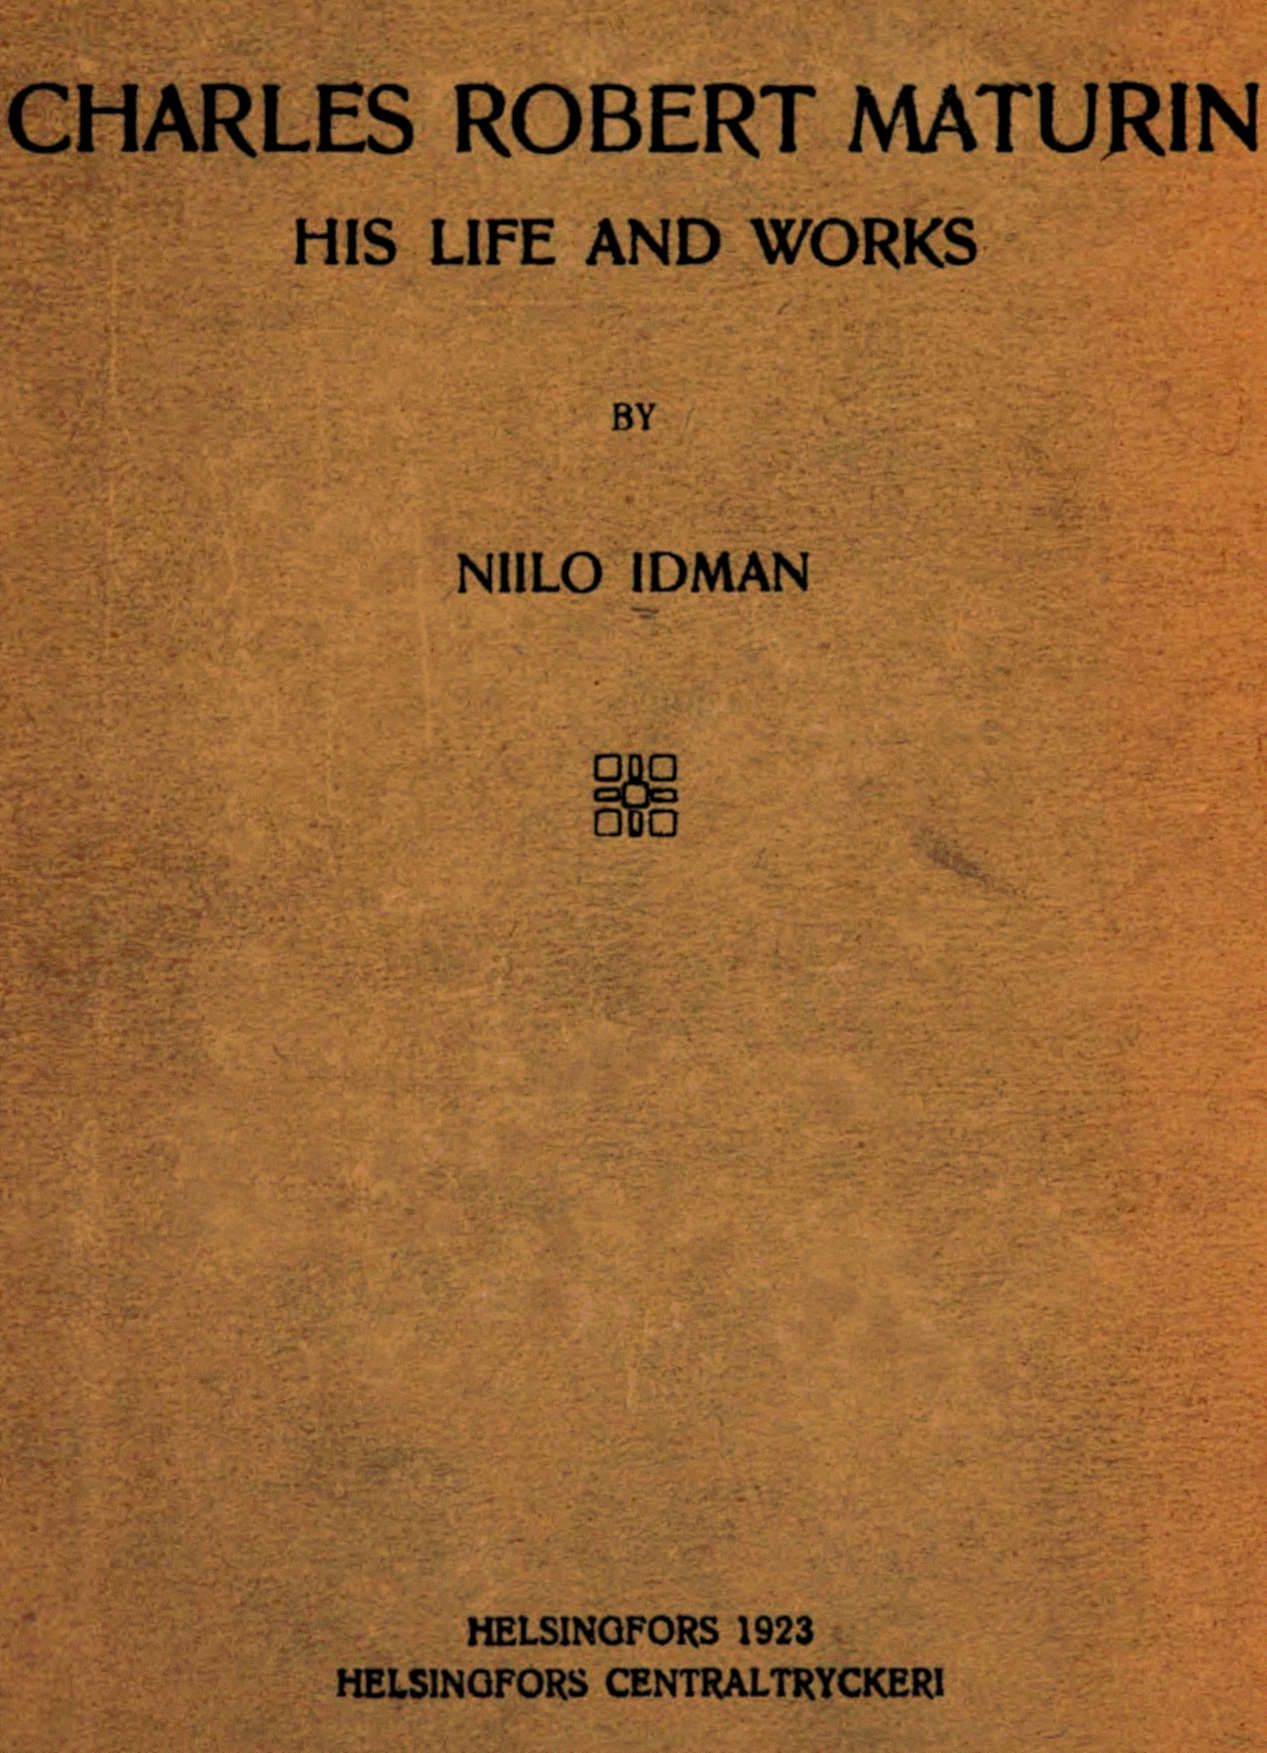 CHARLES ROBERT MATURIN
HIS LIFE AND WORKS
BY
NIILO IDMAN
HELSINGFORS 1923
HELSINGFORS CENTRALTRYCKERI